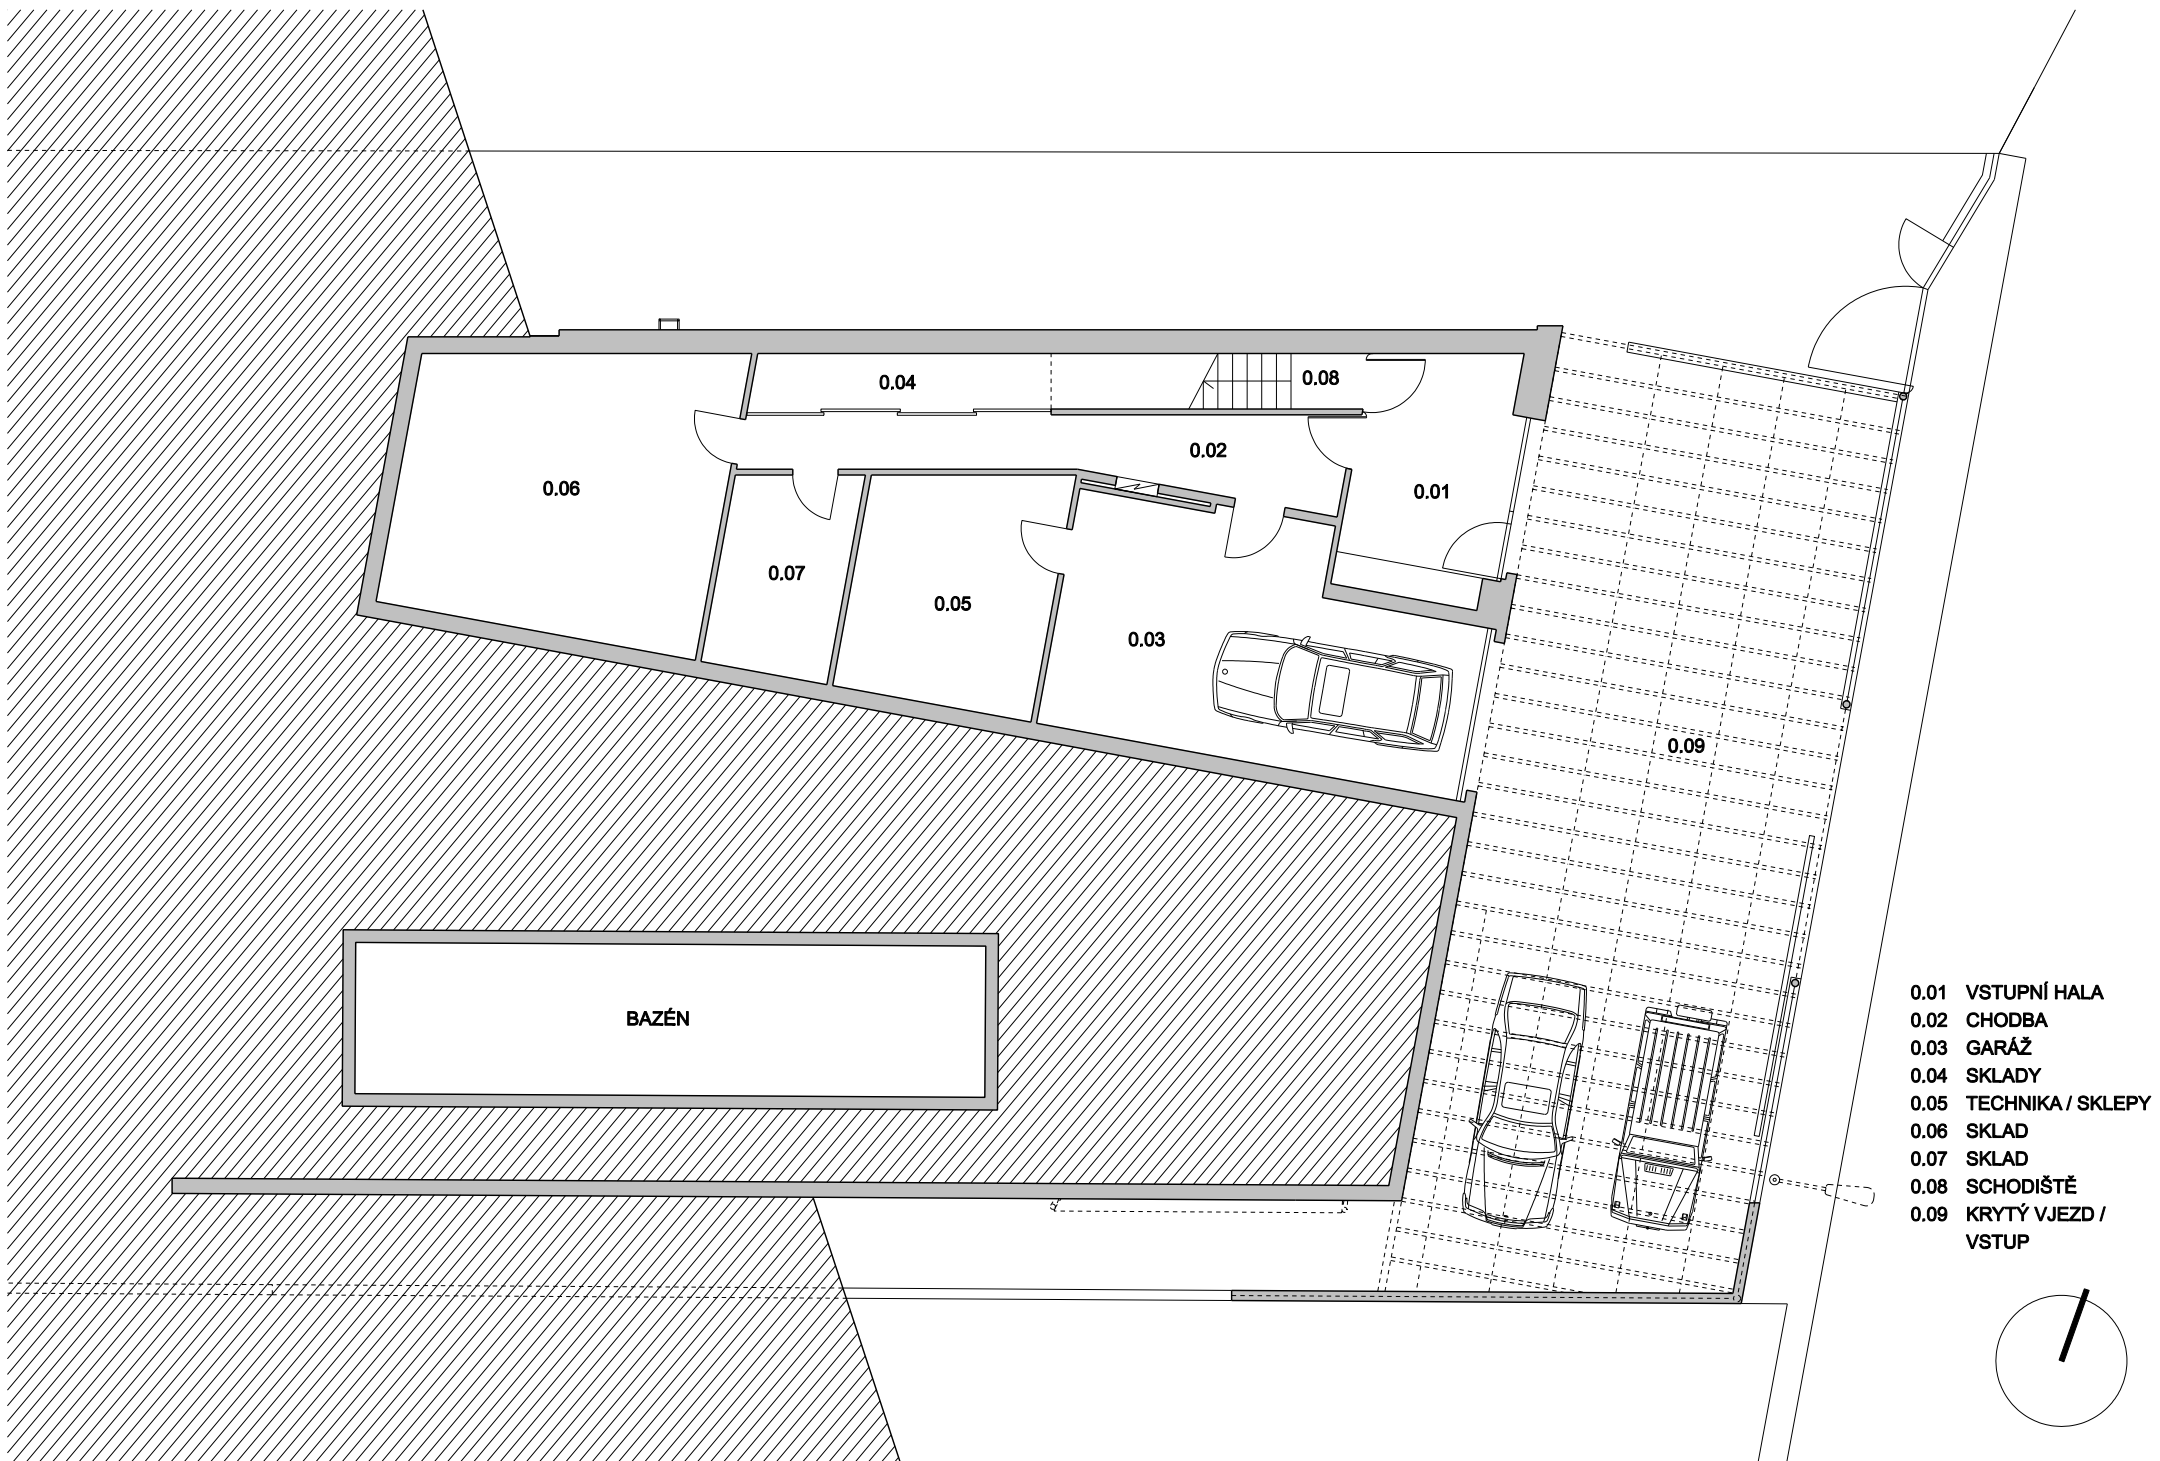 0.04
0.08
0.02
0.06
0.01
0.07
0.05
0.03
0.09
BAZÉN
0.01 VSTUPNÍ HALA
0.02 CHODBA
0.03 GARÁŽ
0.04 SKLADY
0.05 TECHNIKA / SKLEPY
0.06 SKLAD
0.07 SKLAD
0.08 SCHODIŠTĚ
0.09 KRYTÝ VJEZD /
VSTUP